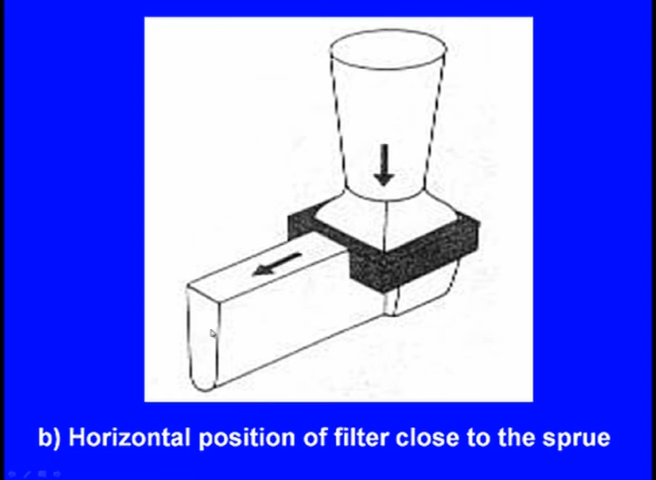 b) Horizontal position of filter close to the sprue